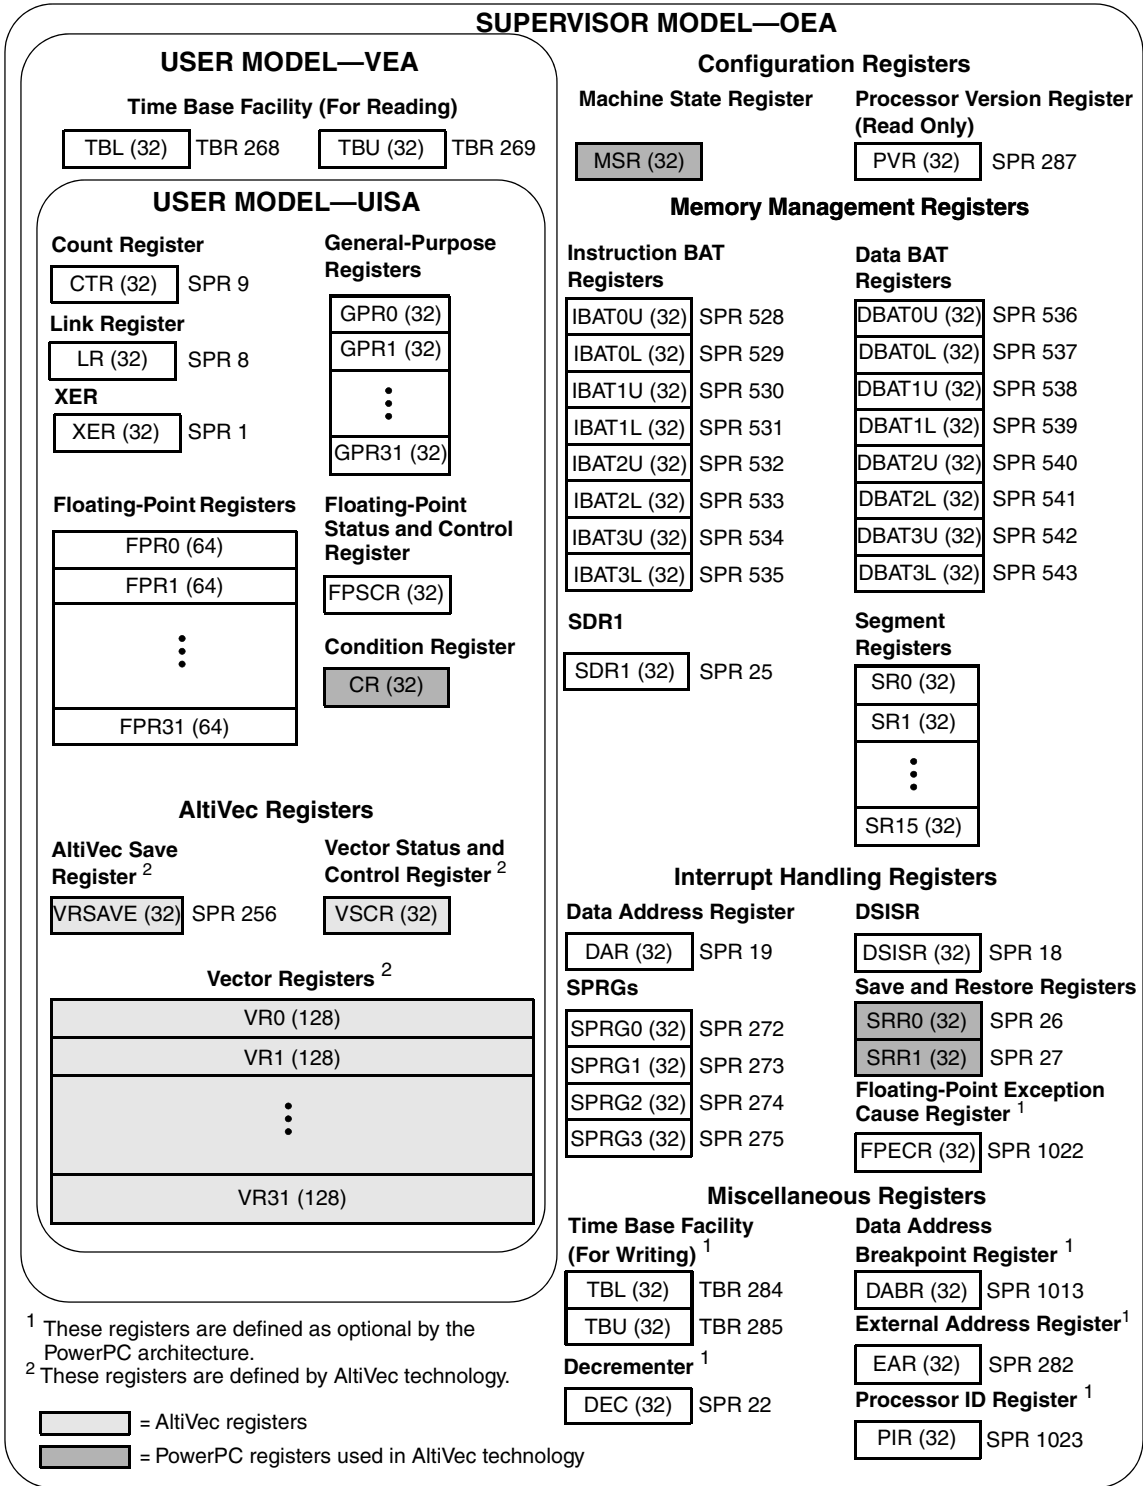 SUPERVISOR MODEL—OEA
USER MODEL—VEA
Time Base Facility (For Reading)
TBL (32) TBR 268 TBU (32) TBR 269
USER MODEL—UISA
Count Register
CTR (32) SPR 9
Link Register
LR (32) SPR 8
XER
XER (32) SPR 1
General-Purpose
Registers
GPR0 (32)
GPR1 (32)
GPR31 (32)
Floating-Point Registers
FPR0 (64)
FPR1 (64)
FPR31 (64)
Floating-Point
Status and Control
Register
FPSCR (32)
Condition Register
CR (32)
AltiVec Registers
AltiVec Save
Register 2
VRSAVE (32) SPR 256
Vector Status and
Control Register 2
VSCR (32)
Vector Registers 2
VR0 (128)
VR1 (128)
VR31 (128)
1 These registers are defined as optional by the
PowerPC architecture.
2 These registers are defined by AltiVec technology.
= AltiVec registers
= PowerPC registers used in AltiVec technology
Configuration Registers
Machine State Register
MSR (32)
Processor Version Register
(Read Only)
PVR (32) SPR 287
Memory Management Registers
Instruction BAT
Registers
IBAT0U (32) SPR 528
IBAT0L (32) SPR 529
IBAT1U (32) SPR 530
IBAT1L (32) SPR 531
IBAT2U (32) SPR 532
IBAT2L (32) SPR 533
IBAT3U (32) SPR 534
IBAT3L (32) SPR 535
Data BAT
Registers
DBAT0U (32) SPR 536
DBAT0L (32) SPR 537
DBAT1U (32) SPR 538
DBAT1L (32) SPR 539
DBAT2U (32) SPR 540
DBAT2L (32) SPR 541
DBAT3U (32) SPR 542
DBAT3L (32) SPR 543
SDR1
SDR1 (32) SPR 25
Segment
Registers
SR0 (32)
SR1 (32)
SR15 (32)
Interrupt Handling Registers
Data Address Register
DAR (32) SPR 19
SPRGs
SPRG0 (32) SPR 272
SPRG1 (32) SPR 273
SPRG2 (32) SPR 274
SPRG3 (32) SPR 275
DSISR
DSISR (32) SPR 18
Save and Restore Registers
SRR0 (32) SPR 26
SRR1 (32) SPR 27
Floating-Point Exception
Cause Register 1
FPECR (32) SPR 1022
Miscellaneous Registers
Time Base Facility
(For Writing) 1
TBL (32) TBR 284
TBU (32) TBR 285
Decrementer 1
DEC (32) SPR 22
Data Address
Breakpoint Register 1
DABR (32) SPR 1013
External Address Register1
EAR (32) SPR 282
Processor ID Register 1
PIR (32) SPR 1023